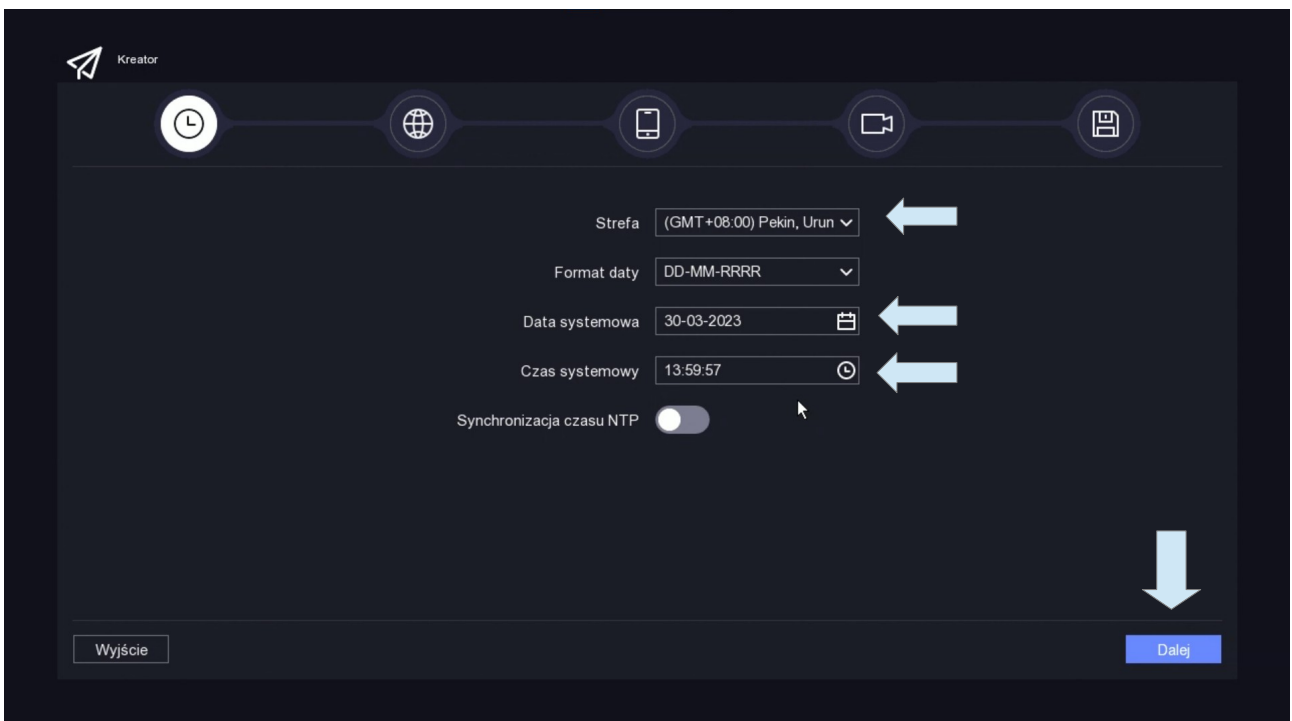 Kreator
Strefa (GMT+08:00) Pekin, Urun
Format daty DD-MM-RRRR
Data systemowa 30-03-2023
Czas systemowy 13:59:57
Synchronizacja czasu NTP
Wyjście Dalej